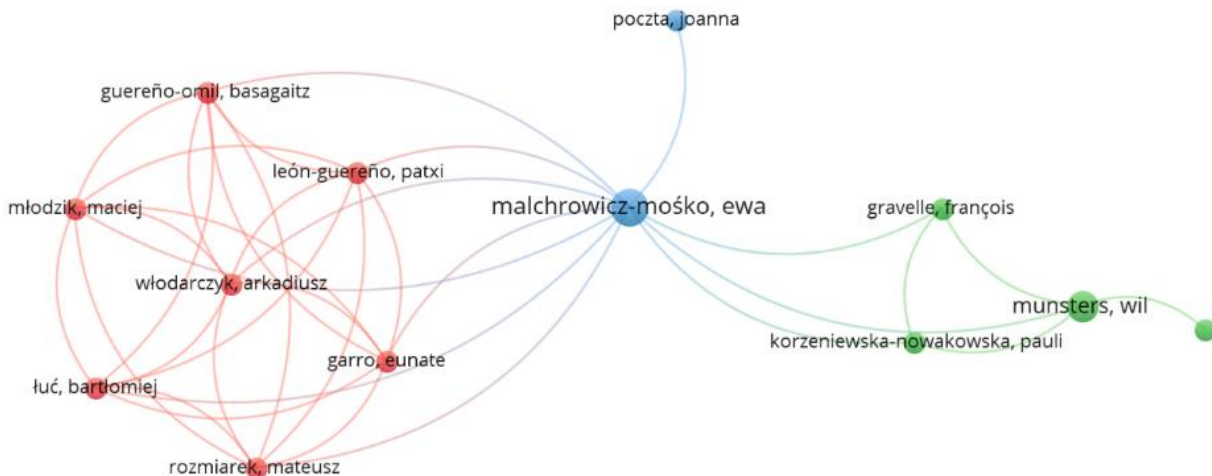 poczta, joanna
guereño-omil, basagaitz
león-guereño, patxi
młodzik, maciej
malchrowicz-mośko, ewa
gravelle, françois
włodarczyk, arkadiusz
munsters, wil
korzeniewska-nowakowska, pauli
garro, eunate
łuć, bartłomiej
rozmiarek, mateusz